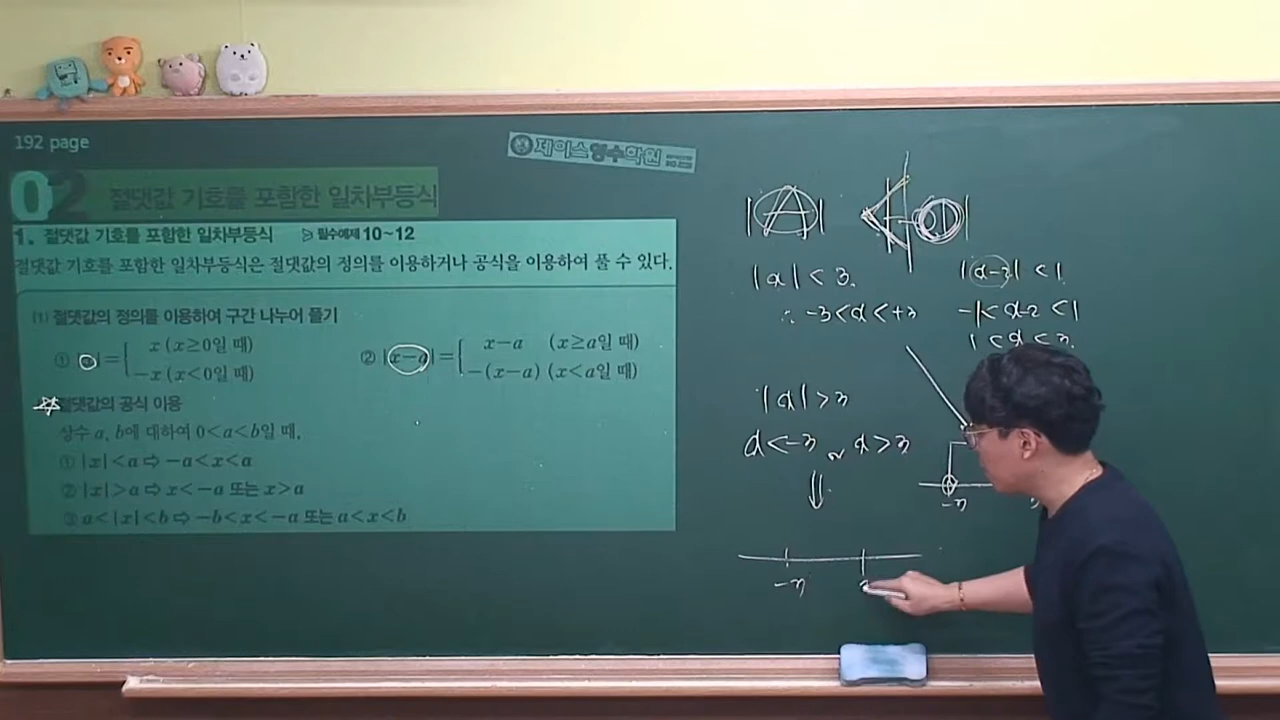 192 page
제이스영수학원
02 절댓값 기호를 포함한 일차부등식
1. 절댓값 기호를 포함한 일차부등식 ▷ 필수예제 10~12
절댓값 기호를 포함한 일차부등식은 절댓값의 정의를 이용하거나 공식을 이용하여 풀 수 있다.
(1) 절댓값의 정의를 이용하여 구간 나누어 풀기
① |x|={ x (x≥0일 때)
-x (x<0일 때)
② |x-a|={ x-a (x≥a일 때)
-(x-a) (x<a일 때)
절댓값의 공식 이용
상수 a, b에 대하여 0<a<b일 때,
① |x|<a ⇨ -a<x<a
② |x|>a ⇨ x<-a 또는 x>a
③ a<|x|<b ⇨ -b<x<-a 또는 a<x<b
|A|
|x| < 3.
∴ -3<x<+3
-1<x-2<1
1<x<3.
|x|>3
x<-3 or x>3
-3
-3